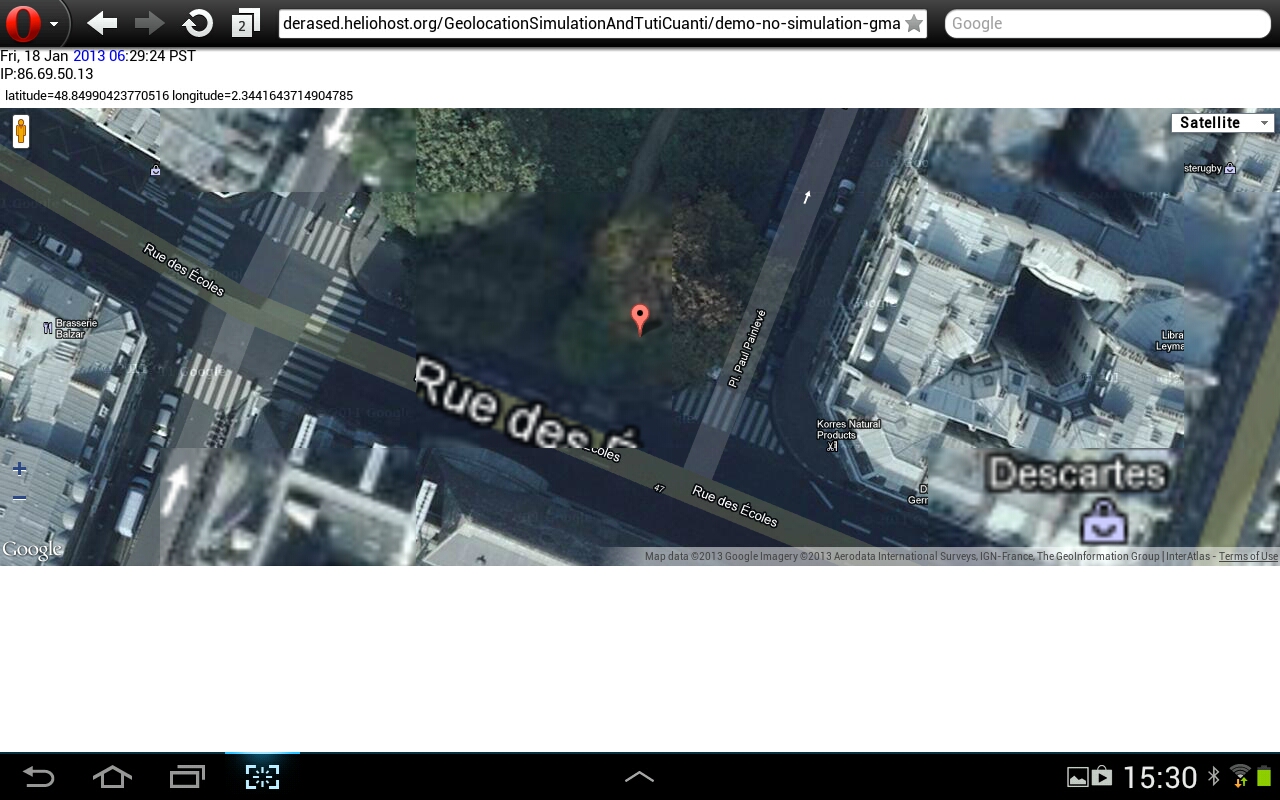 2
derased.heliohost.org/GeolocationSimulationAndTutiCuanti/demo-no-simulation-gma
Google
Fri, 18 Jan 2013 06:29:24 PST
IP:86.69.50.13
latitude=48.84990423770516 longitude=2.3441643714904785
Satellite
sterugby
Rue des Écoles
Brasserie
Balzar
Pl. Paul Painlevé
Libra
Leyma
Rue des É
Écoles
Korres Natural
Products
Descartes
47
Rue des Écoles
D
Gern
Google
Map data ©2013 Google Imagery ©2013 Aerodata International Surveys, IGN-France, The GeoInformation Group | InterAtlas - Terms of Use
15:30